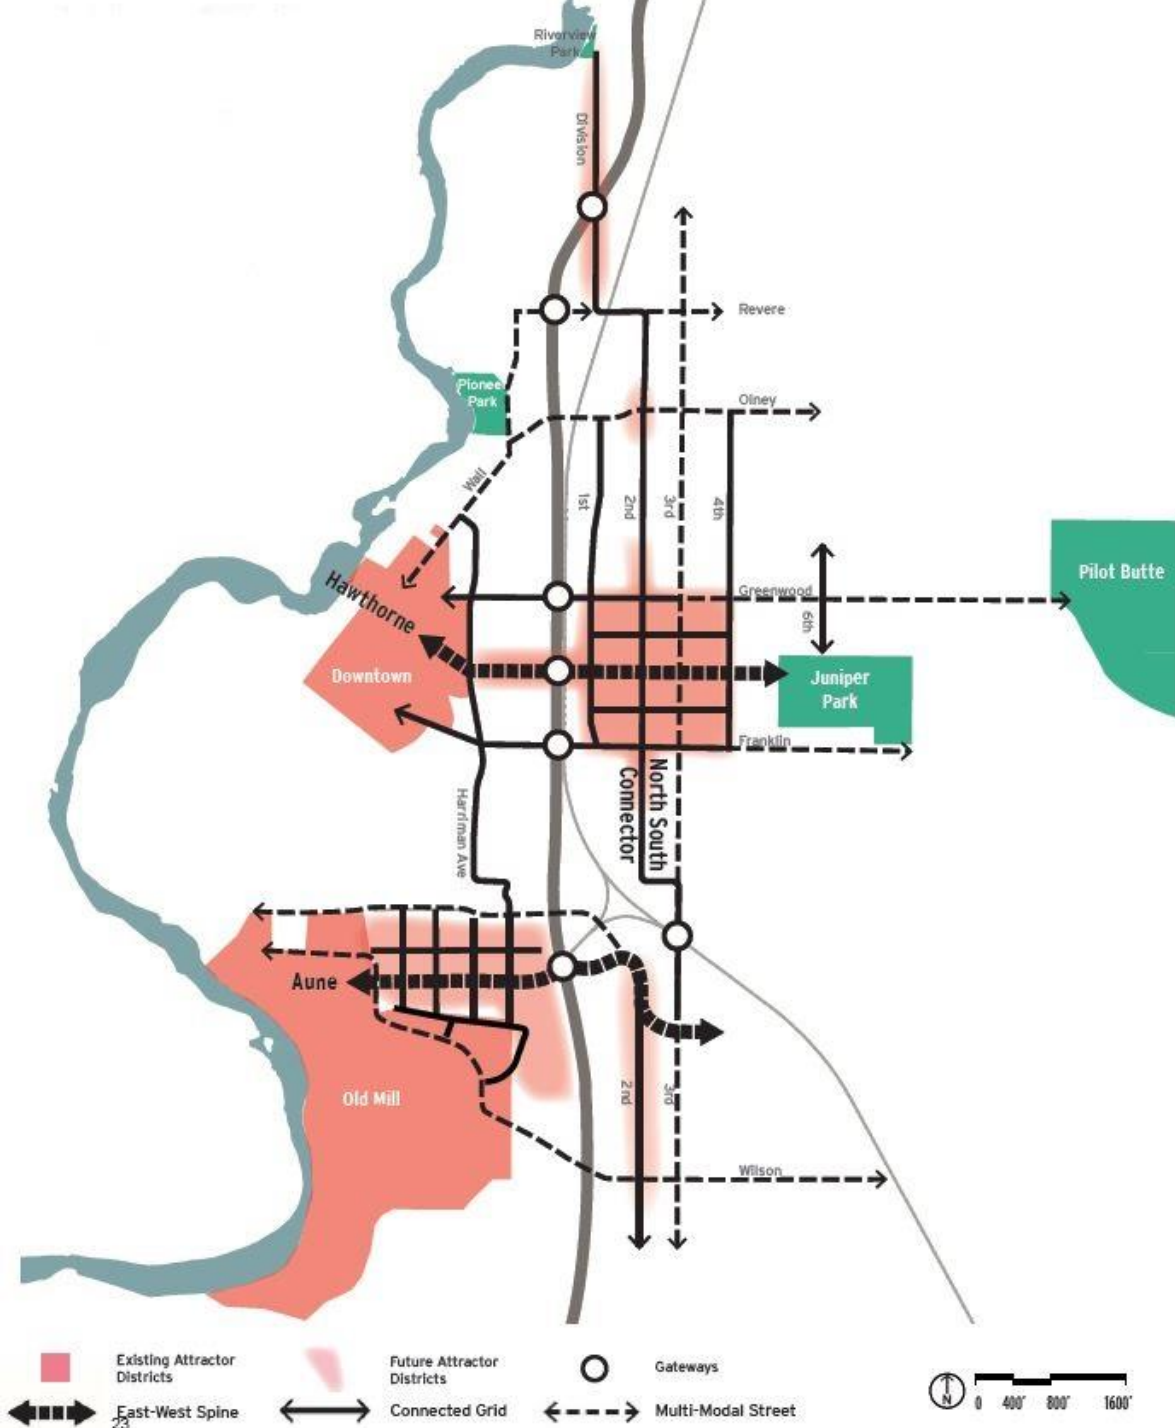 Riverview
Park
Division
Revere
Pioneer
Park
Olney
Wall
1st
2nd
3rd
4th
Pilot Butte
Greenwood
6th
Hawthorne
Downtown
Juniper
Park
Franklin
North South
Connector
Harriman Ave
Aune
Old Mill
2nd
3rd
Wilson
Existing Attractor
Districts
Future Attractor
Districts
Gateways
East-West Spine
23
Connected Grid
Multi-Modal Street
N
0 400' 800' 1600'